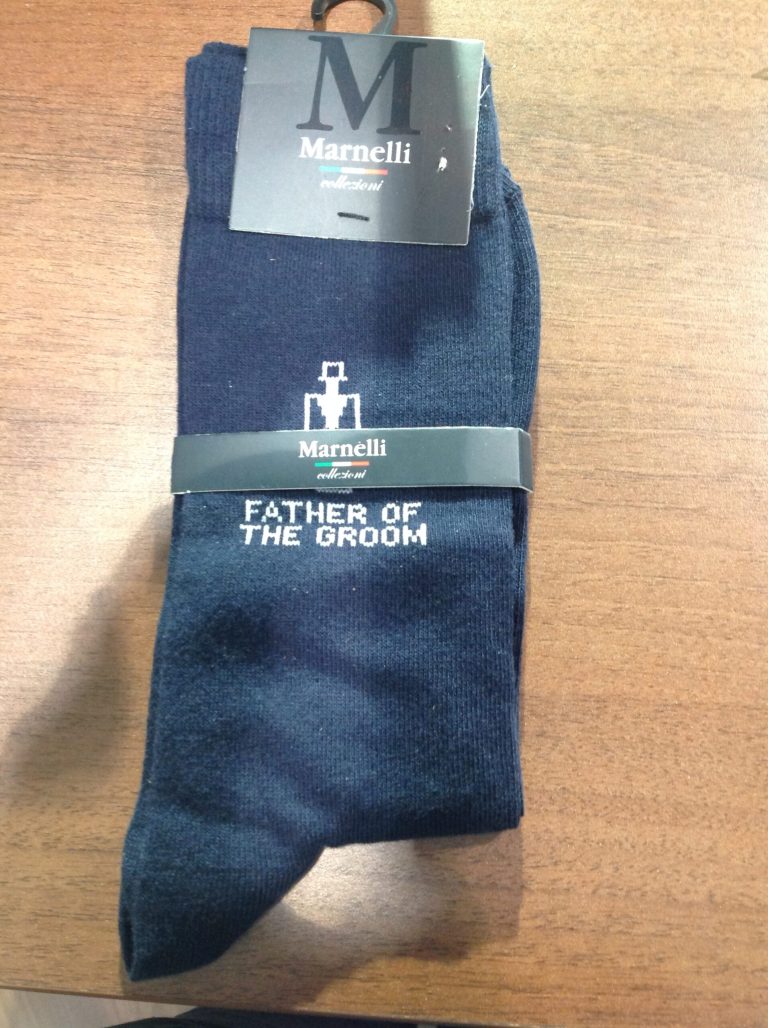 M
Marnelli
collezioni
Marnelli
collezioni
FATHER OF
THE GROOM